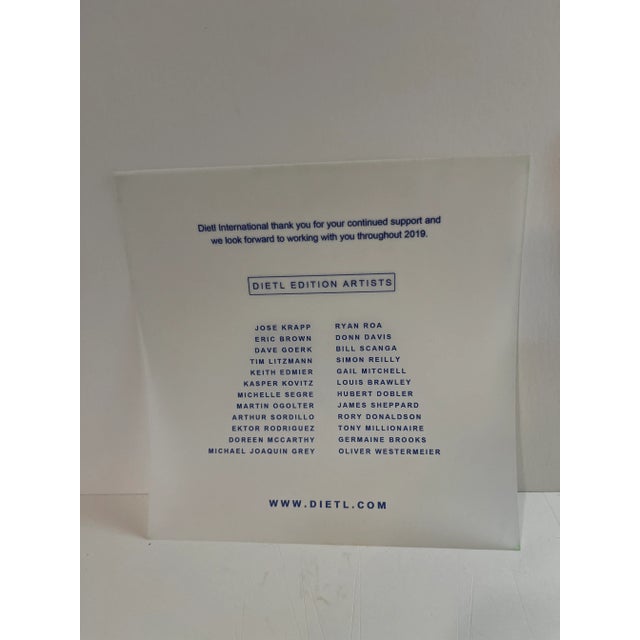 Dietl International thank you for your continued support and
we look forward to working with you throughout 2019.
DIETL EDITION ARTISTS
JOSE KRAPP
ERIC BROWN
DAVE GOERK
TIM LITZMANN
KEITH EDMIER
KASPER KOVITZ
MICHELLE SEGRE
MARTIN OGOLTER
ARTHUR SORDILLO
EKTOR RODRIGUEZ
DOREEN MCCARTHY
MICHAEL JOAQUIN GREY
RYAN ROA
DONN DAVIS
BILL SCANGA
SIMON REILLY
GAIL MITCHELL
LOUIS BRAWLEY
HUBERT DOBLER
JAMES SHEPPARD
RORY DONALDSON
TONY MILLIONAIRE
GERMAINE BROOKS
OLIVER WESTERMEIER
WWW.DIETL.COM